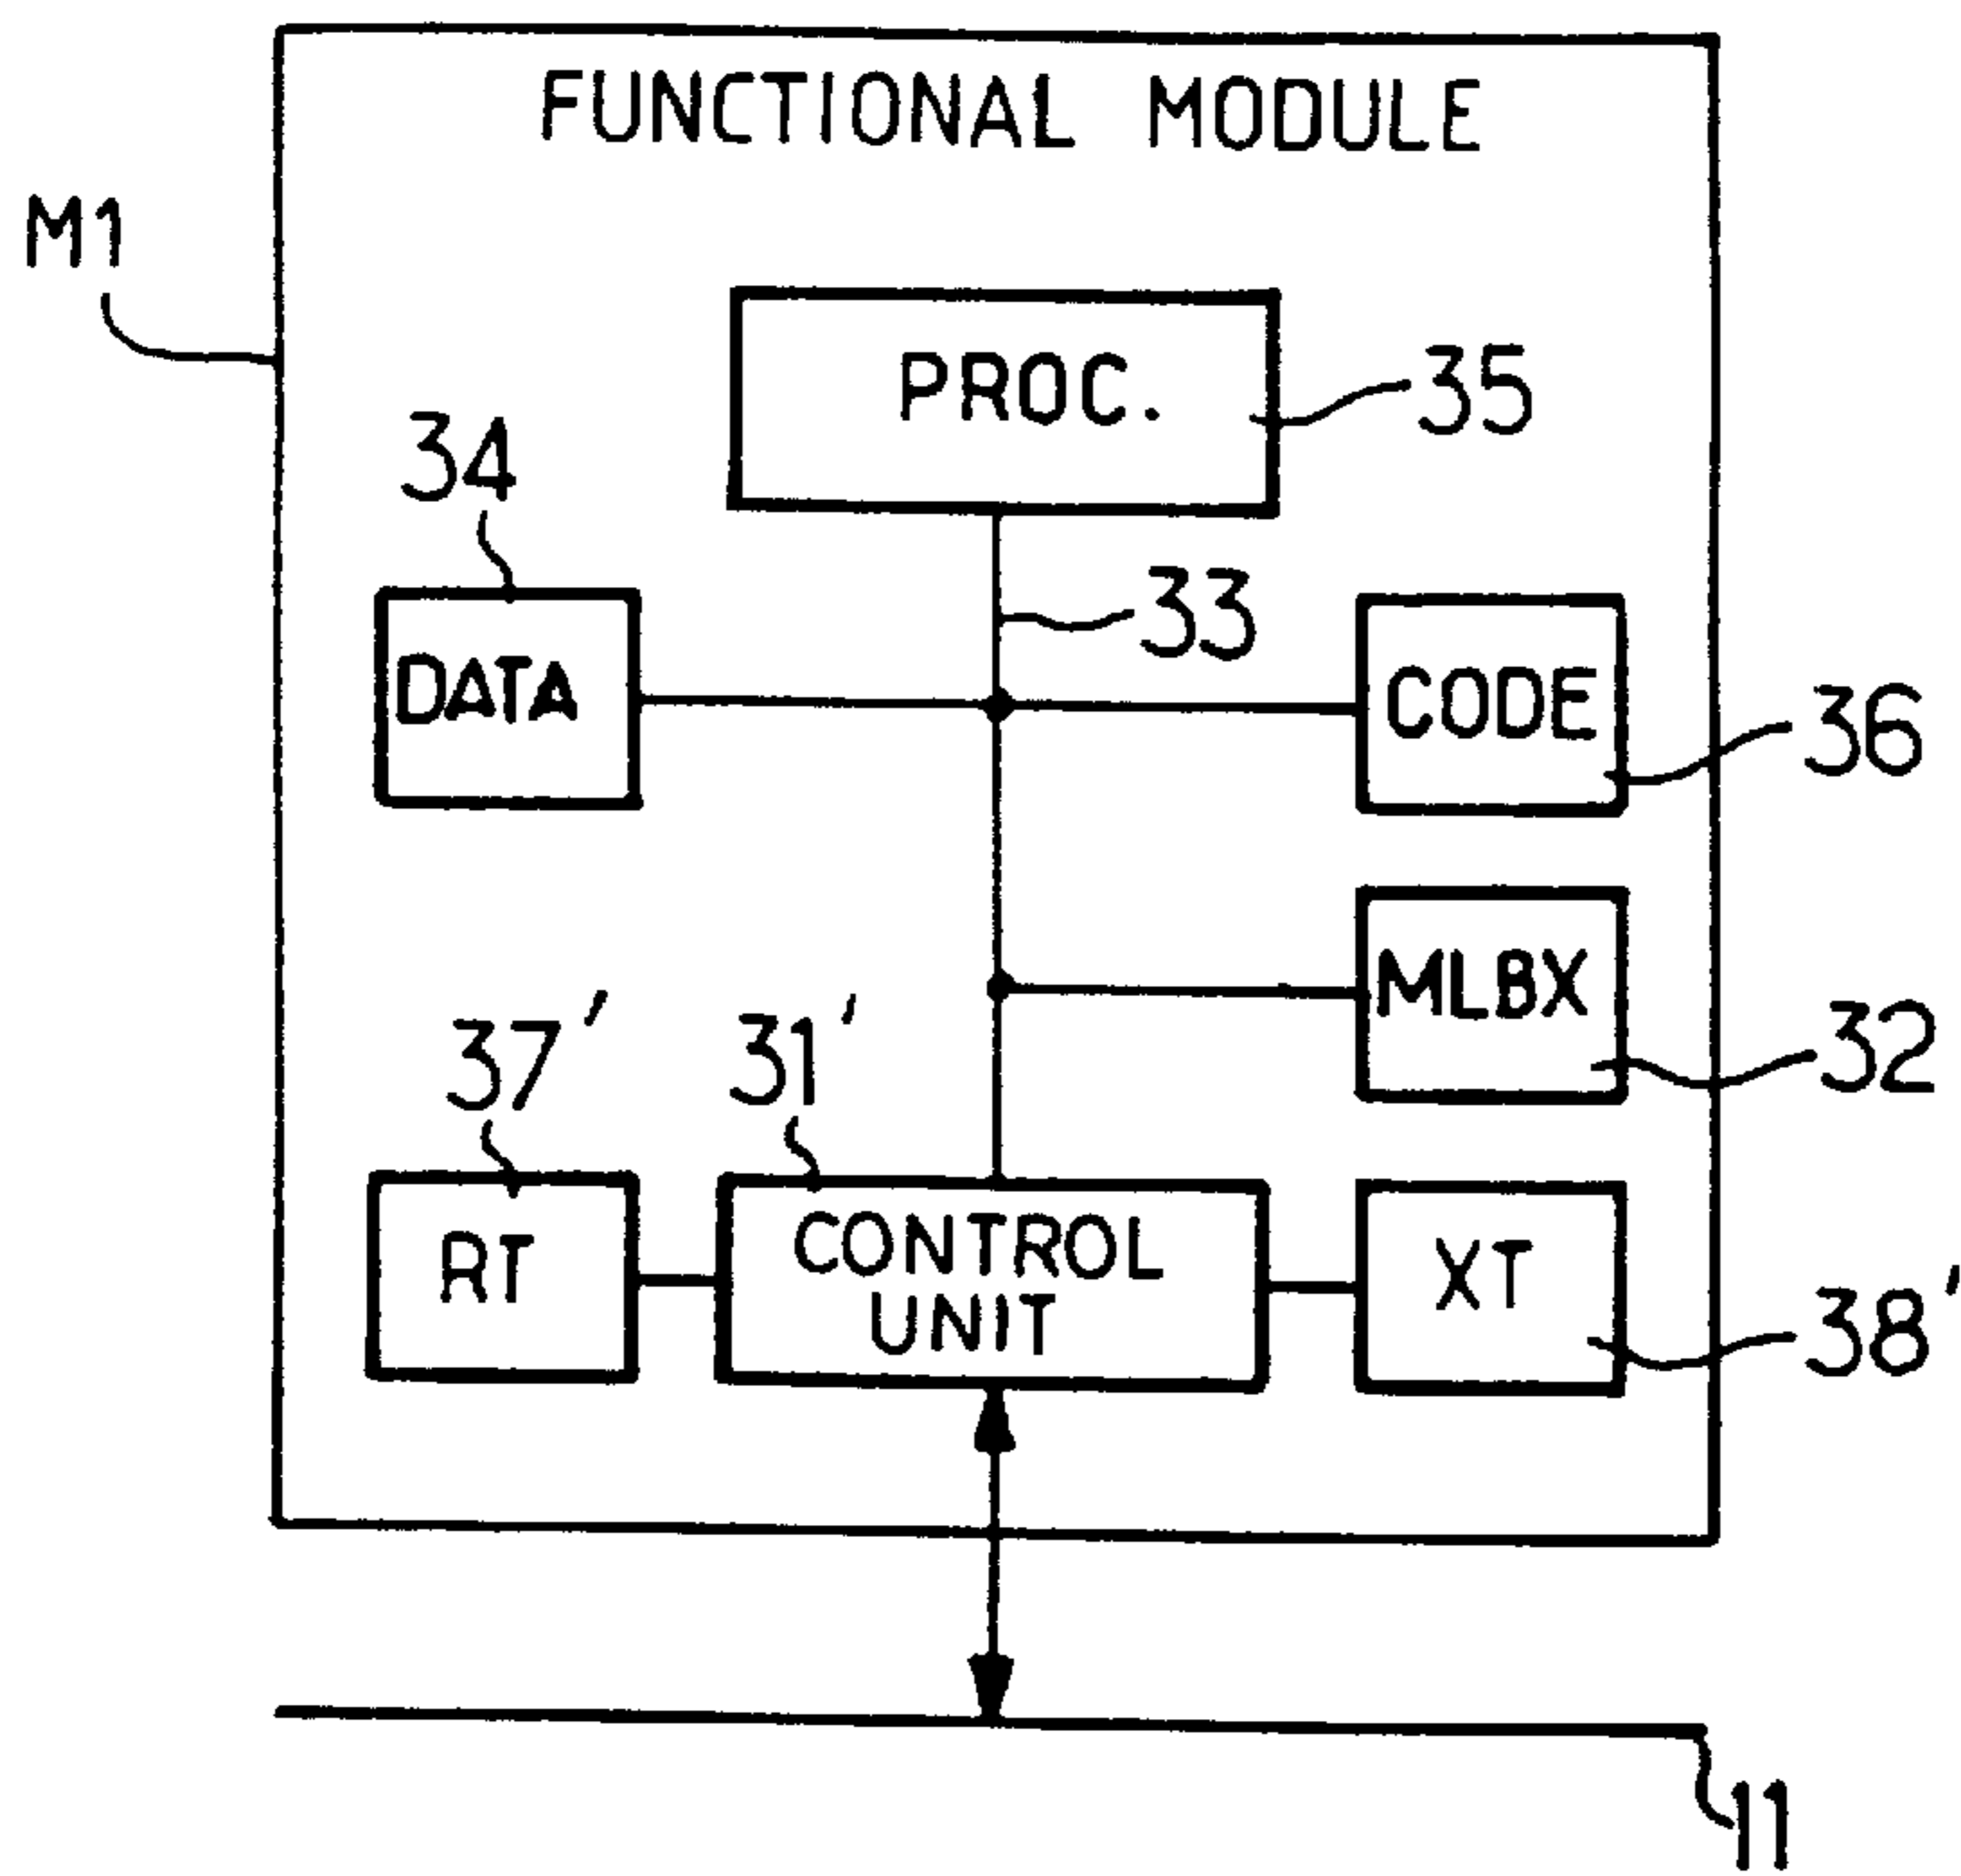 FUNCTIONAL MODULE
M1
PROC.
35
34
33
DATA
CODE
36
MLBX
32
37'
31'
RT
CONTROL
UNIT
XT
38'
11